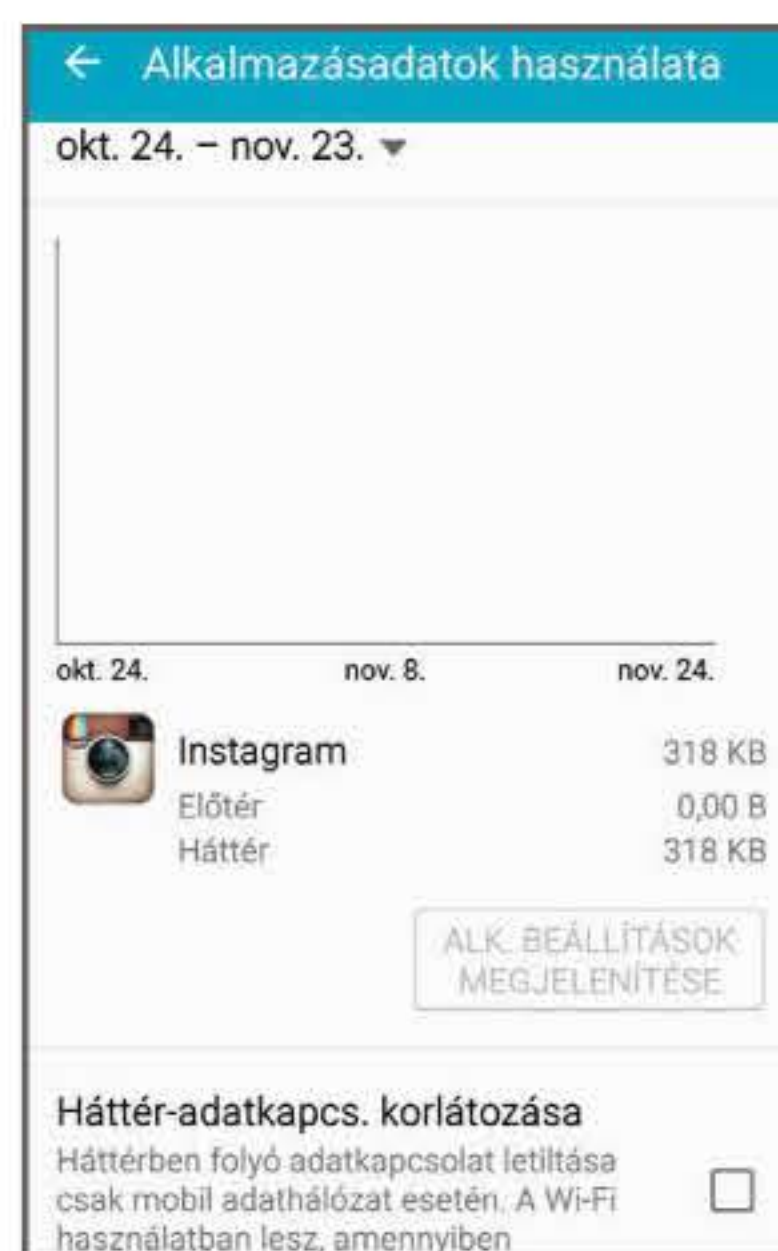 ← Alkalmazásadatok használata
okt. 24. – nov. 23.
okt. 24. nov. 8. nov. 24.
Instagram 318 KB
Előtér 0,00 B
Háttér 318 KB
ALK. BEÁLLÍTÁSOK
MEGJELENÍTÉSE
Háttér-adatkapcs. korlátozása
Háttérben folyó adatkapcsolat letiltása
csak mobil adathálózat esetén. A Wi-Fi
használatban lesz, amennyiben